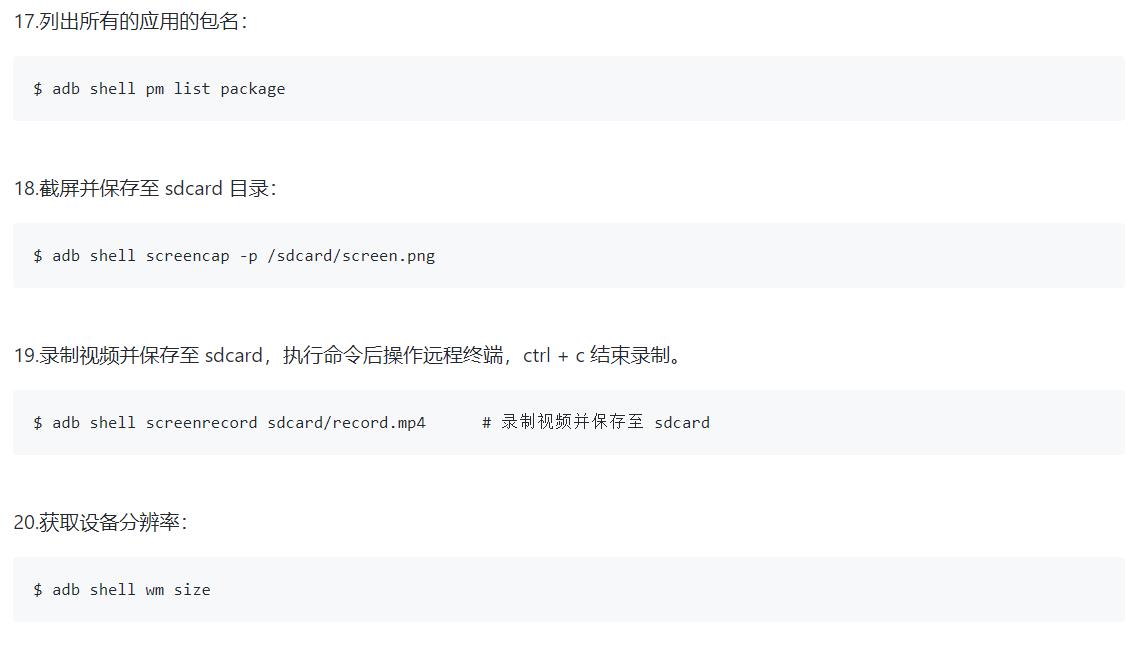 17.列出所有的应用的包名：
$ adb shell pm list package
18.截屏并保存至 sdcard 目录：
$ adb shell screencap -p /sdcard/screen.png
19.录制视频并保存至 sdcard，执行命令后操作远程终端，ctrl + c 结束录制。
$ adb shell screenrecord sdcard/record.mp4      # 录制视频并保存至 sdcard
20.获取设备分辨率：
$ adb shell wm size